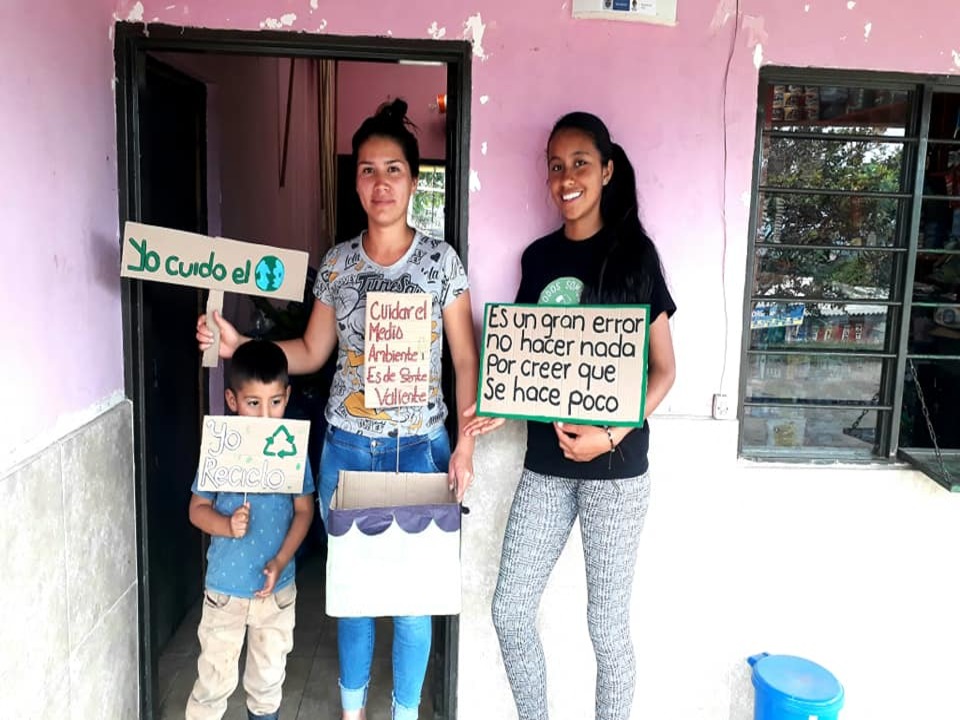 Yo cuido el
Cuidar el
Medio
Ambiente
Es de Gente
Valiente
Es un gran error
no hacer nada
por creer que
Se hace poco
Yo
Reciclo